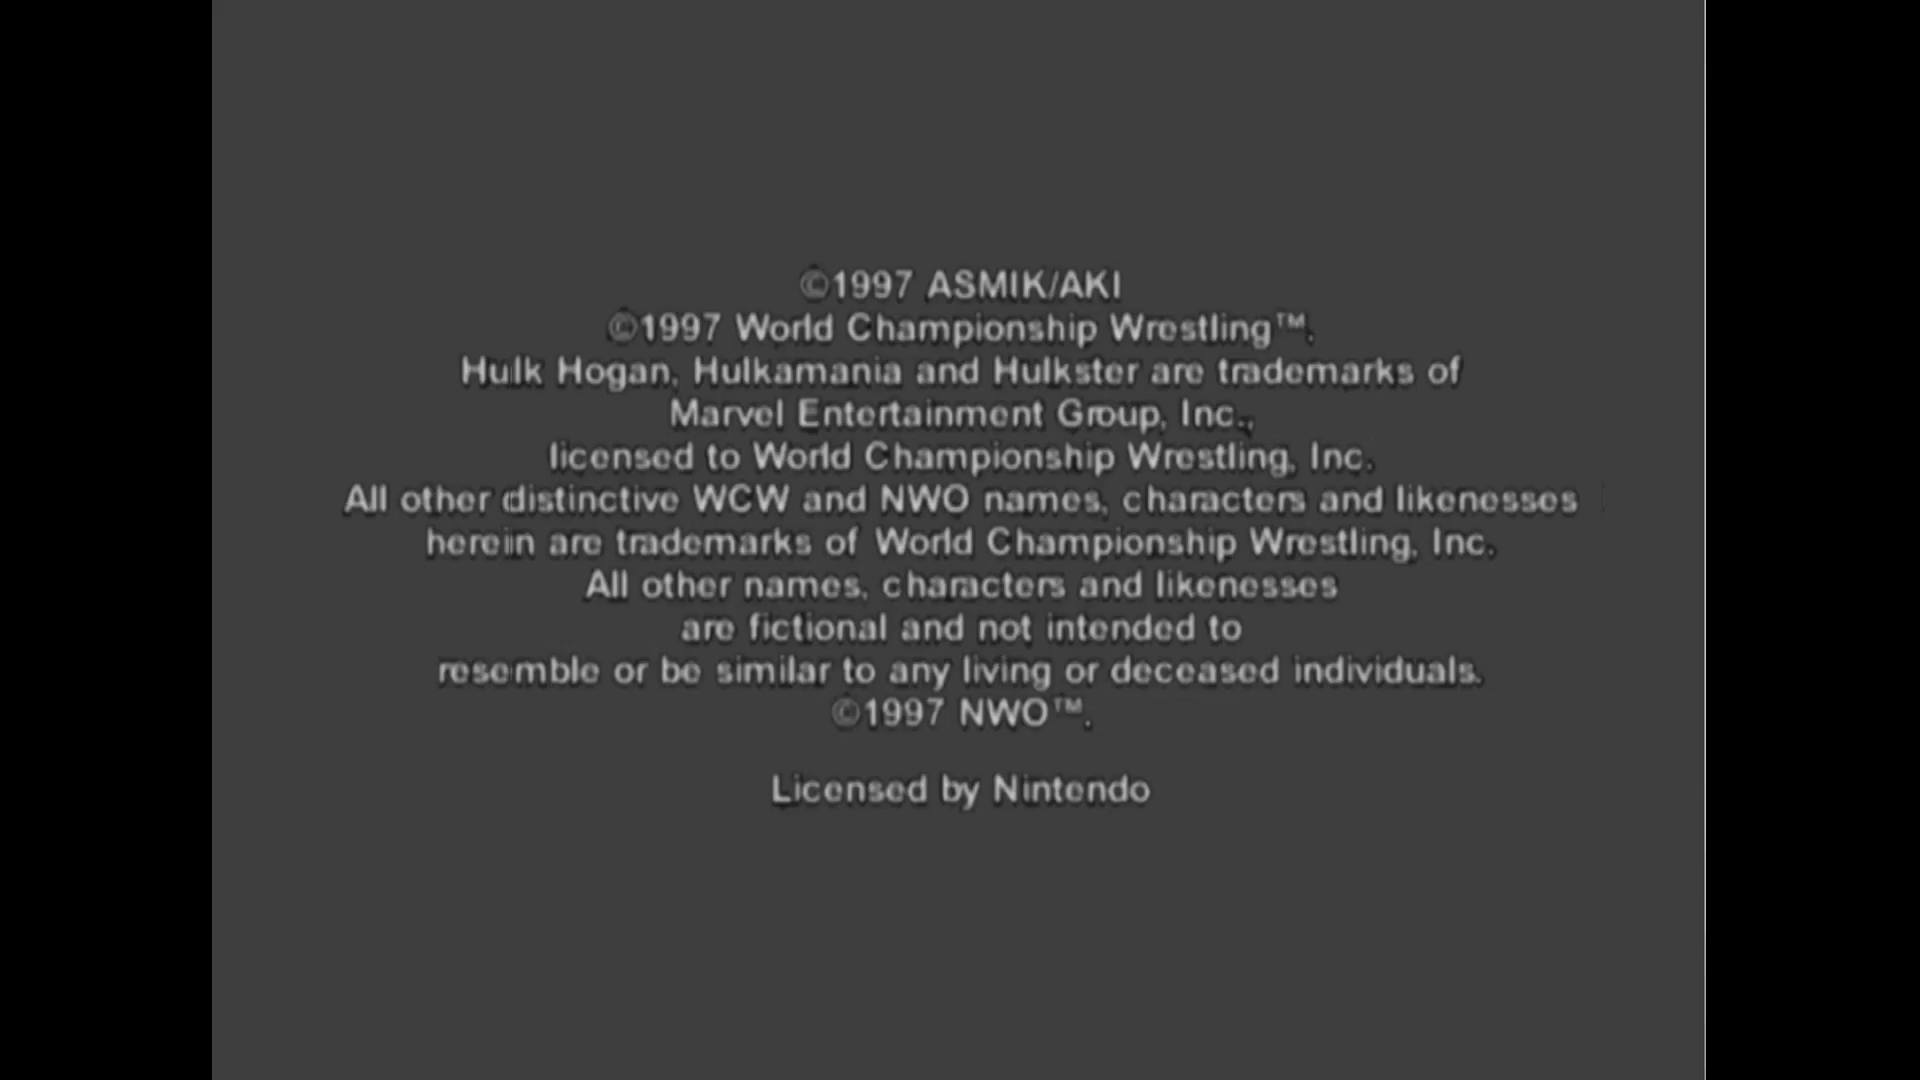 ©1997 ASMIK/AKI
©1997 World Championship Wrestling™.
Hulk Hogan, Hulkamania and Hulkster are trademarks of
Marvel Entertainment Group, Inc.,
licensed to World Championship Wrestling, Inc.
All other distinctive WCW and NWO names, characters and likenesses
herein are trademarks of World Championship Wrestling, Inc.
All other names, characters and likenesses
are fictional and not intended to
resemble or be similar to any living or deceased individuals.
©1997 NWO™.
Licensed by Nintendo